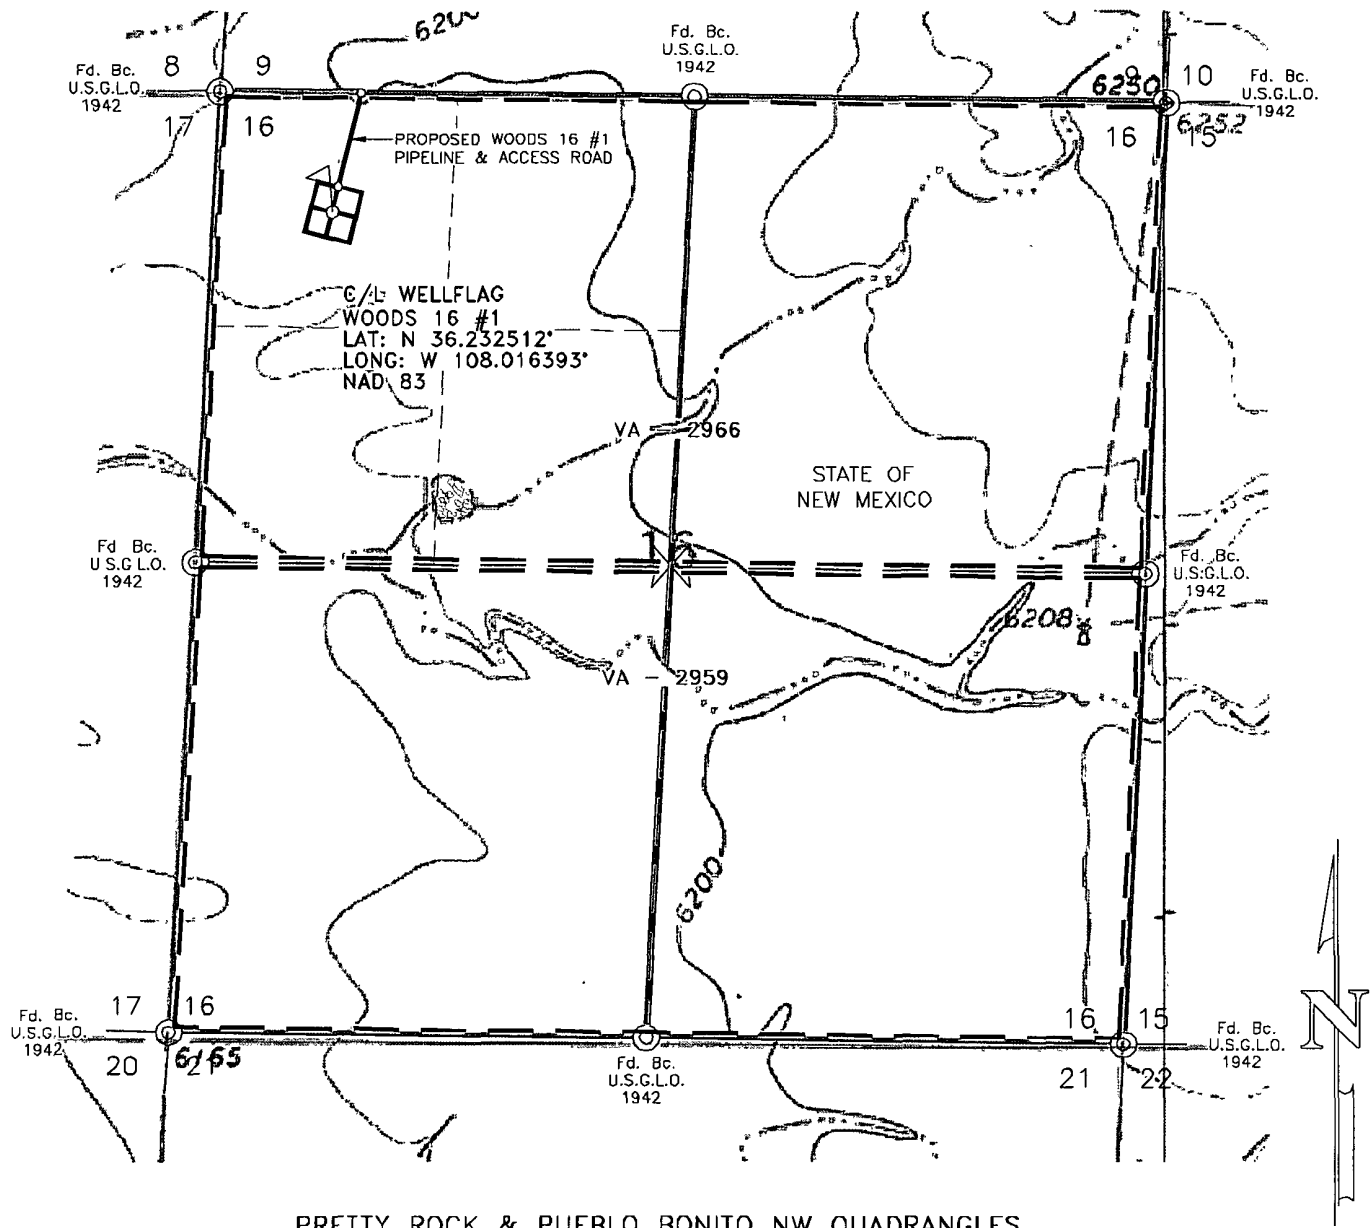 6200
Fd. Bc.
U.S.G.L.O.
1942
8 9
Fd. Bc.
U.S.G.L.O.
1942
17 16
9 10
6250
Fd. Bc.
U.S.G.L.O.
1942
6252
16 15
PROPOSED WOODS 16 #1
PIPELINE & ACCESS ROAD
C/L WELLFLAG
WOODS 16 #1
LAT: N 36.232512°
LONG: W 108.016393°
NAD 83
VA - 2966
STATE OF
NEW MEXICO
Fd Bc.
U.S.G.L.O.
1942
16
Fd. Bc.
U.S.G.L.O.
1942
6208
VA - 2959
6200
17 16
Fd. Bc.
U.S.G.L.O.
1942
20 21
6165
Fd. Bc.
U.S.G.L.O.
1942
16 15
21 22
Fd. Bc.
U.S.G.L.O.
1942
N
PRETTY ROCK & PUEBLO BONITO NW QUADRANGLES